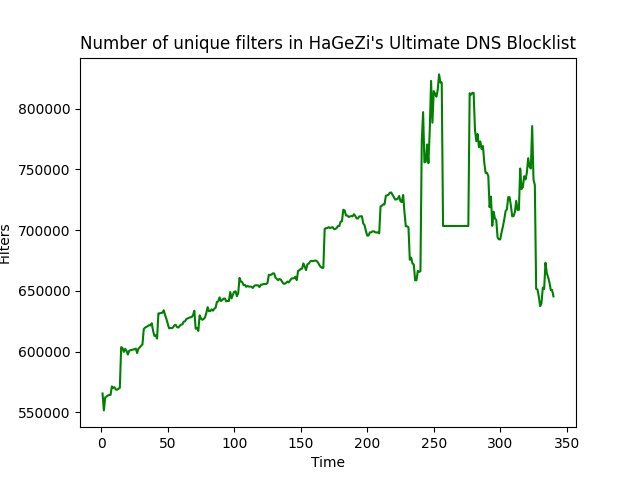 Number of unique filters in HaGeZi's Ultimate DNS Blocklist
800000
750000
700000
650000
600000
550000
Filters
0 50 100 150 200 250 300 350
Time